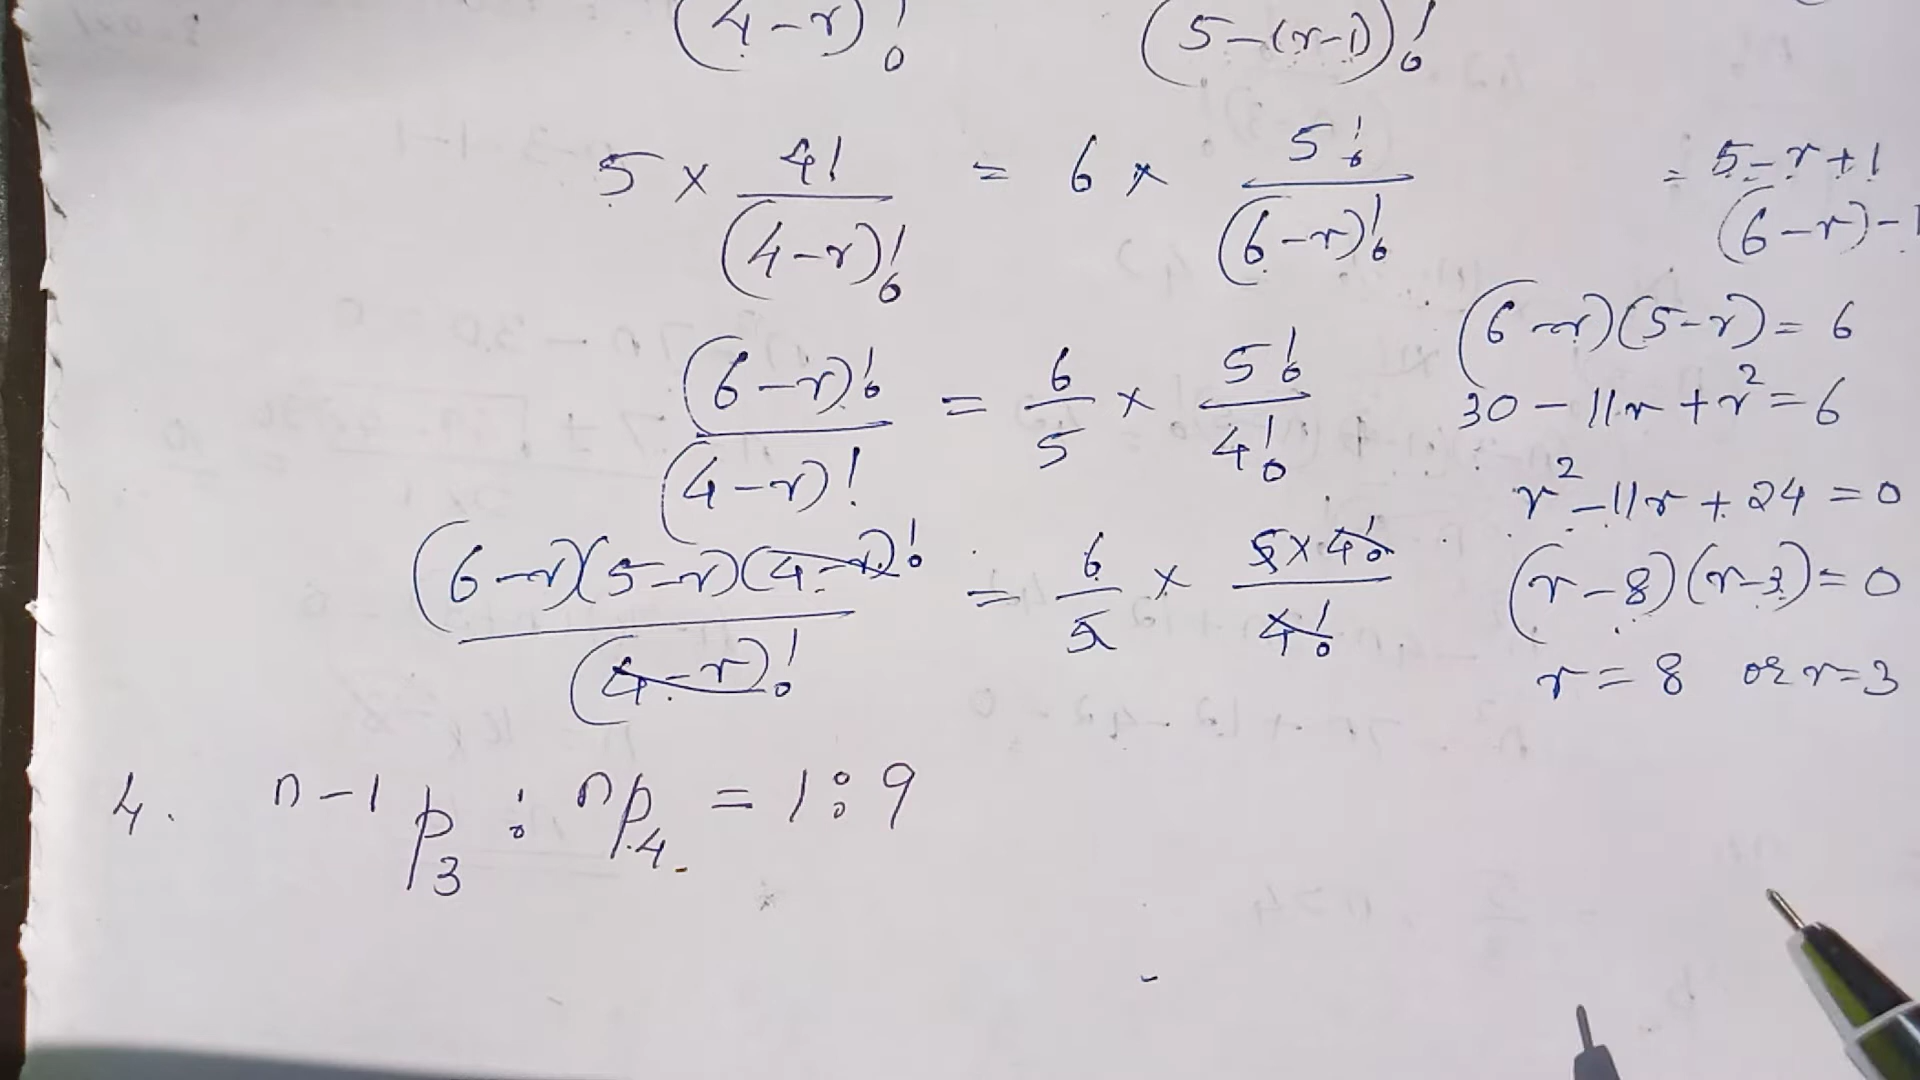 (4-r)! (5-(r-1))!
5 × 4!/(4-r)! = 6 × 5!/(6-r)!
= 5-r+1
(6-r)-1
(6-r)!/(4-r)! = 6/5 × 5!/4!
(6-r)(5-r)(4-r)!/(4-r)! = 6/5 × 5×4!/4!
(6-r)(5-r) = 6
30-11r+r² = 6
r²-11r+24 = 0
(r-8)(r-3) = 0
r = 8 or r=3
4. ⁿ⁻¹p₃ : ⁿp₄ = 1:9